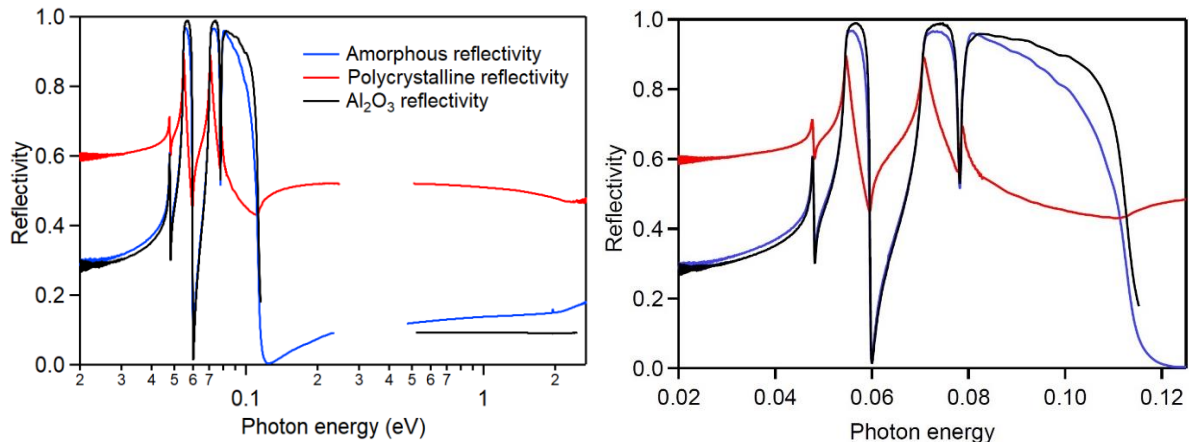 1.0
0.8
0.6
0.4
0.2
0.0
Reflectivity
Amorphous reflectivity
Polycrystalline reflectivity
Al2O3 reflectivity
2 3 4 5 6 7 2 3 4 5 6 7 2
0.1 1
Photon energy (eV)
1.0
0.8
0.6
0.4
0.2
0.0
Reflectivity
0.02 0.04 0.06 0.08 0.10 0.12
Photon energy